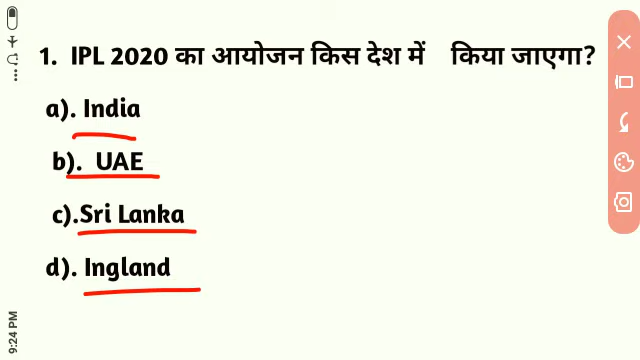 1. IPL 2020 का आयोजन किस देश में किया जाएगा?
a). India
b). UAE
c).Sri Lanka
d). Ingland
9:24 PM